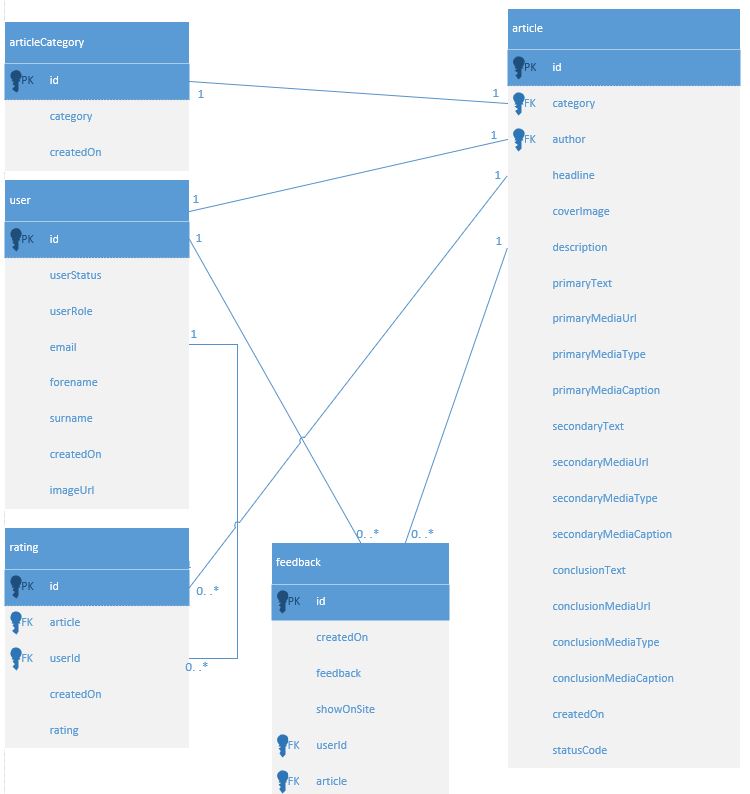 articleCategory
PK id
category
createdOn
user
PK id
userStatus
userRole
email
forename
surname
createdOn
imageUrl
rating
PK id
FK article
FK userId
createdOn
rating
feedback
PK id
createdOn
feedback
showOnSite
FK userId
FK article
article
PK id
FK category
FK author
headline
coverImage
description
primaryText
primaryMediaUrl
primaryMediaType
primaryMediaCaption
secondaryText
secondaryMediaUrl
secondaryMediaType
secondaryMediaCaption
conclusionText
conclusionMediaUrl
conclusionMediaType
conclusionMediaCaption
createdOn
statusCode
1
1
1
1
1
1
1
1
0..*
0..*
0..*
0..*